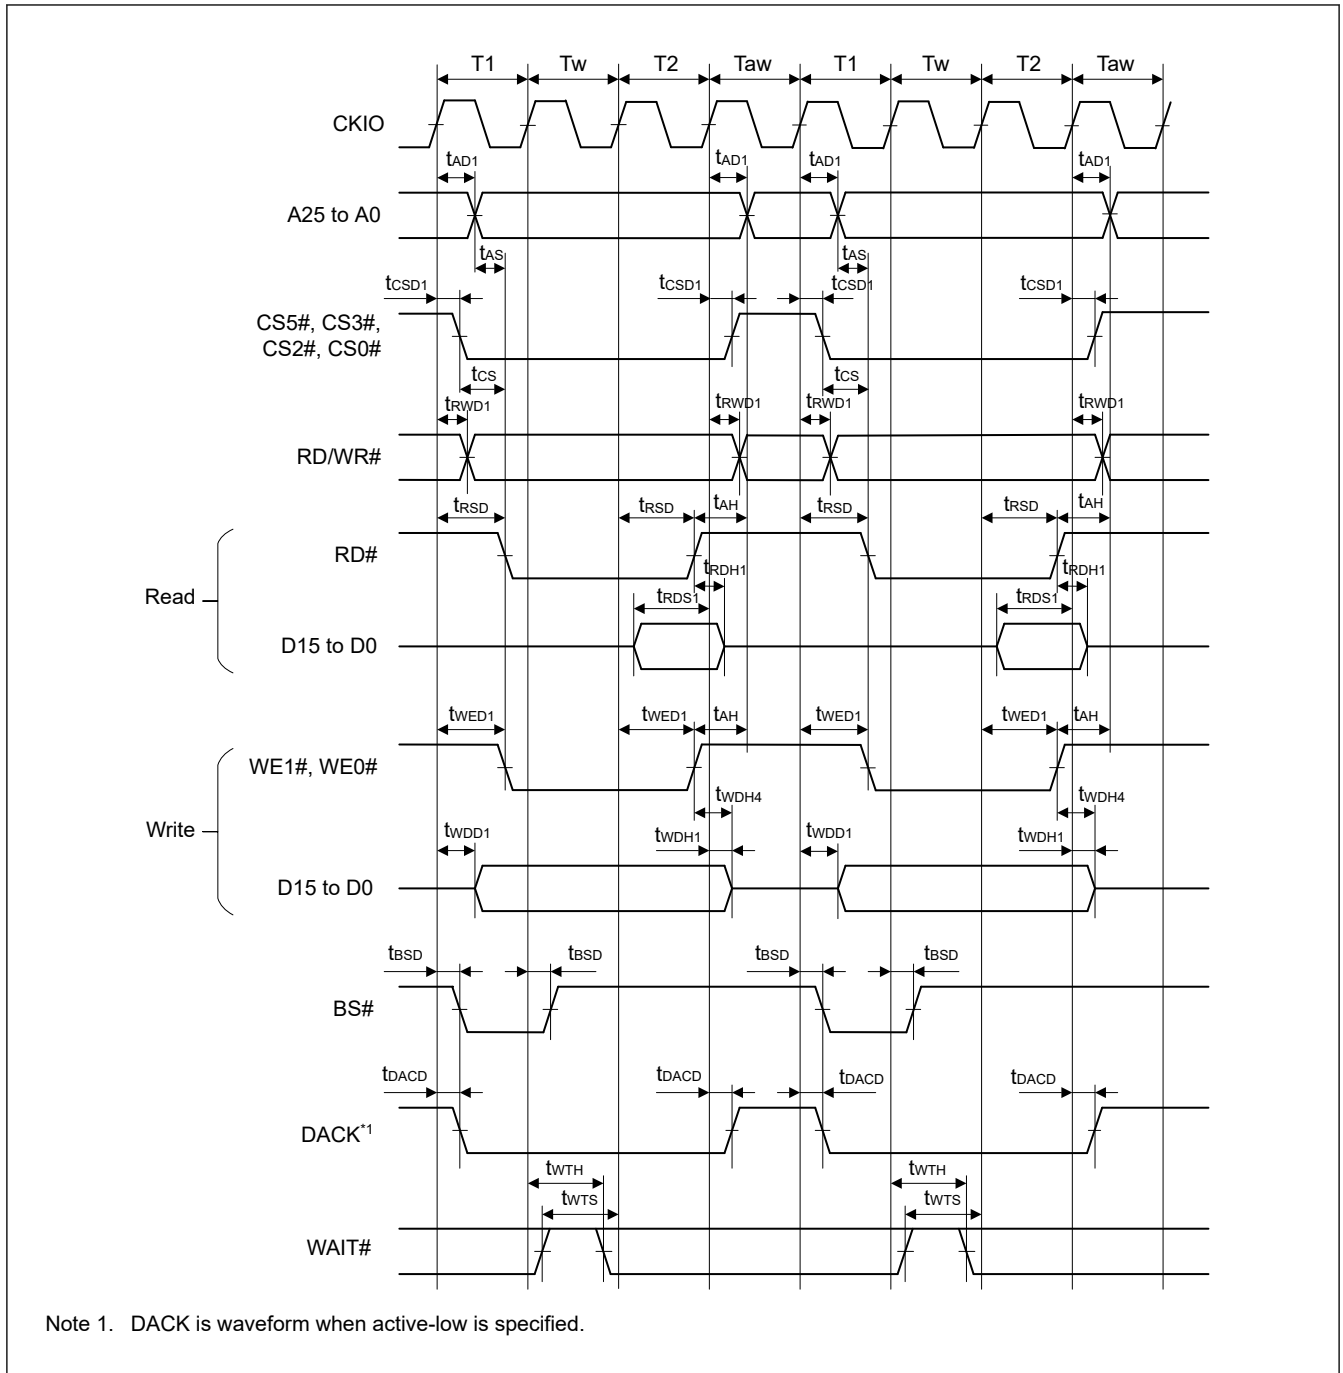 T1 Tw T2 Taw T1 Tw T2 Taw
CKIO
tAD1 tAD1 tAD1 tAD1
A25 to A0
tAS tAS
tCSD1 tCSD1 tCSD1 tCSD1
CS5#, CS3#,
CS2#, CS0#
tCS tCS
tRWD1 tRWD1 tRWD1 tRWD1
RD/WR#
tRSD tRSD tAH tRSD tRSD tAH
RD#
tRDH1 tRDH1
Read
tRDS1 tRDS1
D15 to D0
tWED1 tWED1 tAH tWED1 tWED1 tAH
WE1#, WE0#
tWDH4 tWDH4
Write
tWDD1 tWDH1 tWDD1 tWDH1
D15 to D0
tBSD tBSD tBSD tBSD
BS#
tDACD tDACD tDACD tDACD
DACK*1
tWTH tWTH
tWTS tWTS
WAIT#
Note 1. DACK is waveform when active-low is specified.